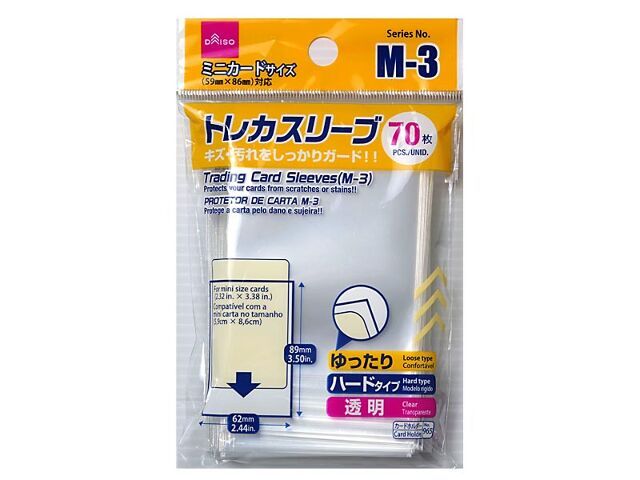 DAISO
Series No.
M-3
ミニカードサイズ
(59mm×86mm)対応
トレカスリーブ
70枚
PCS./UNID.
キズ・汚れをしっかりガード!!
Trading Card Sleeves(M-3)
Protects your cards from scratches or stains!!
PROTETOR DE CARTA M-3
Protege a carta pelo dano e sujeira!!
For mini size cards
(2.32 in. × 3.38 in.)
Compatível com a
mini carta no tamanho
(5,9cm × 8,6cm)
89mm
3.50in.
62mm
2.44in.
ゆったり
Loose type
Confortável
ハードタイプ
Hard type
Modelo rígido
透明
Clear
Transparente
カードホルダー
Card Holder
No.
965